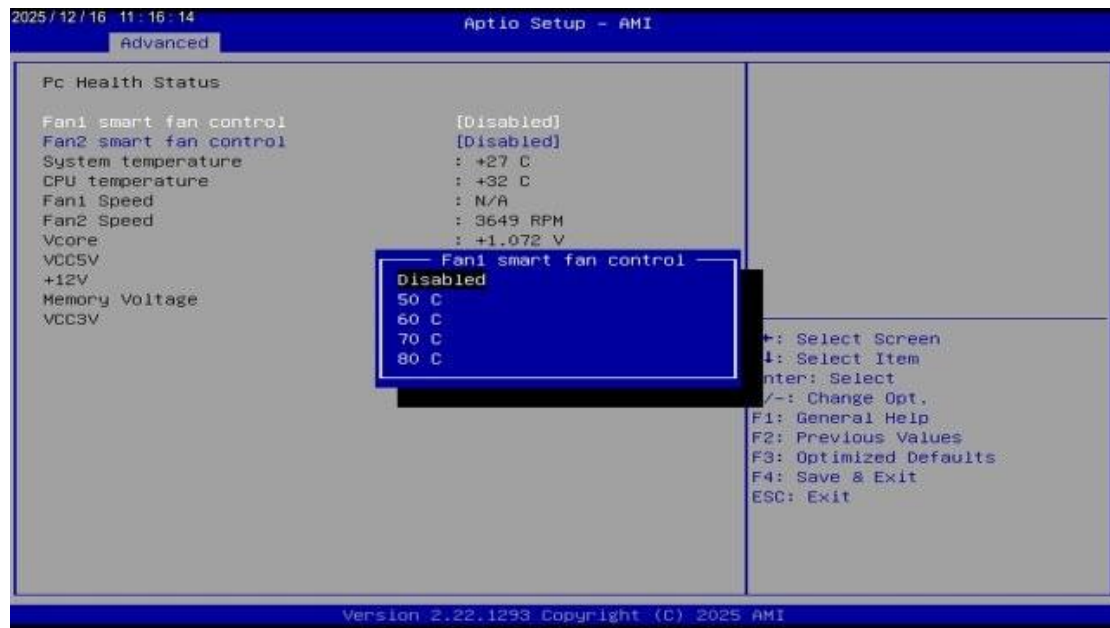 2025/12/16 11:16:14
Aptio Setup – AMI
Advanced
Pc Health Status
Fan1 smart fan control [Disabled]
Fan2 smart fan control [Disabled]
System temperature : +27 C
CPU temperature : +32 C
Fan1 Speed : N/A
Fan2 Speed : 3649 RPM
Vcore : +1.072 V
VCC5V
+12V
Memory Voltage
VCC3V
Fan1 smart fan control
Disabled
50 C
60 C
70 C
80 C
: Select Screen
: Select Item
nter: Select
/-: Change Opt.
F1: General Help
F2: Previous Values
F3: Optimized Defaults
F4: Save & Exit
ESC: Exit
Version 2.22.1293 Copyright (C) 2025 AMI